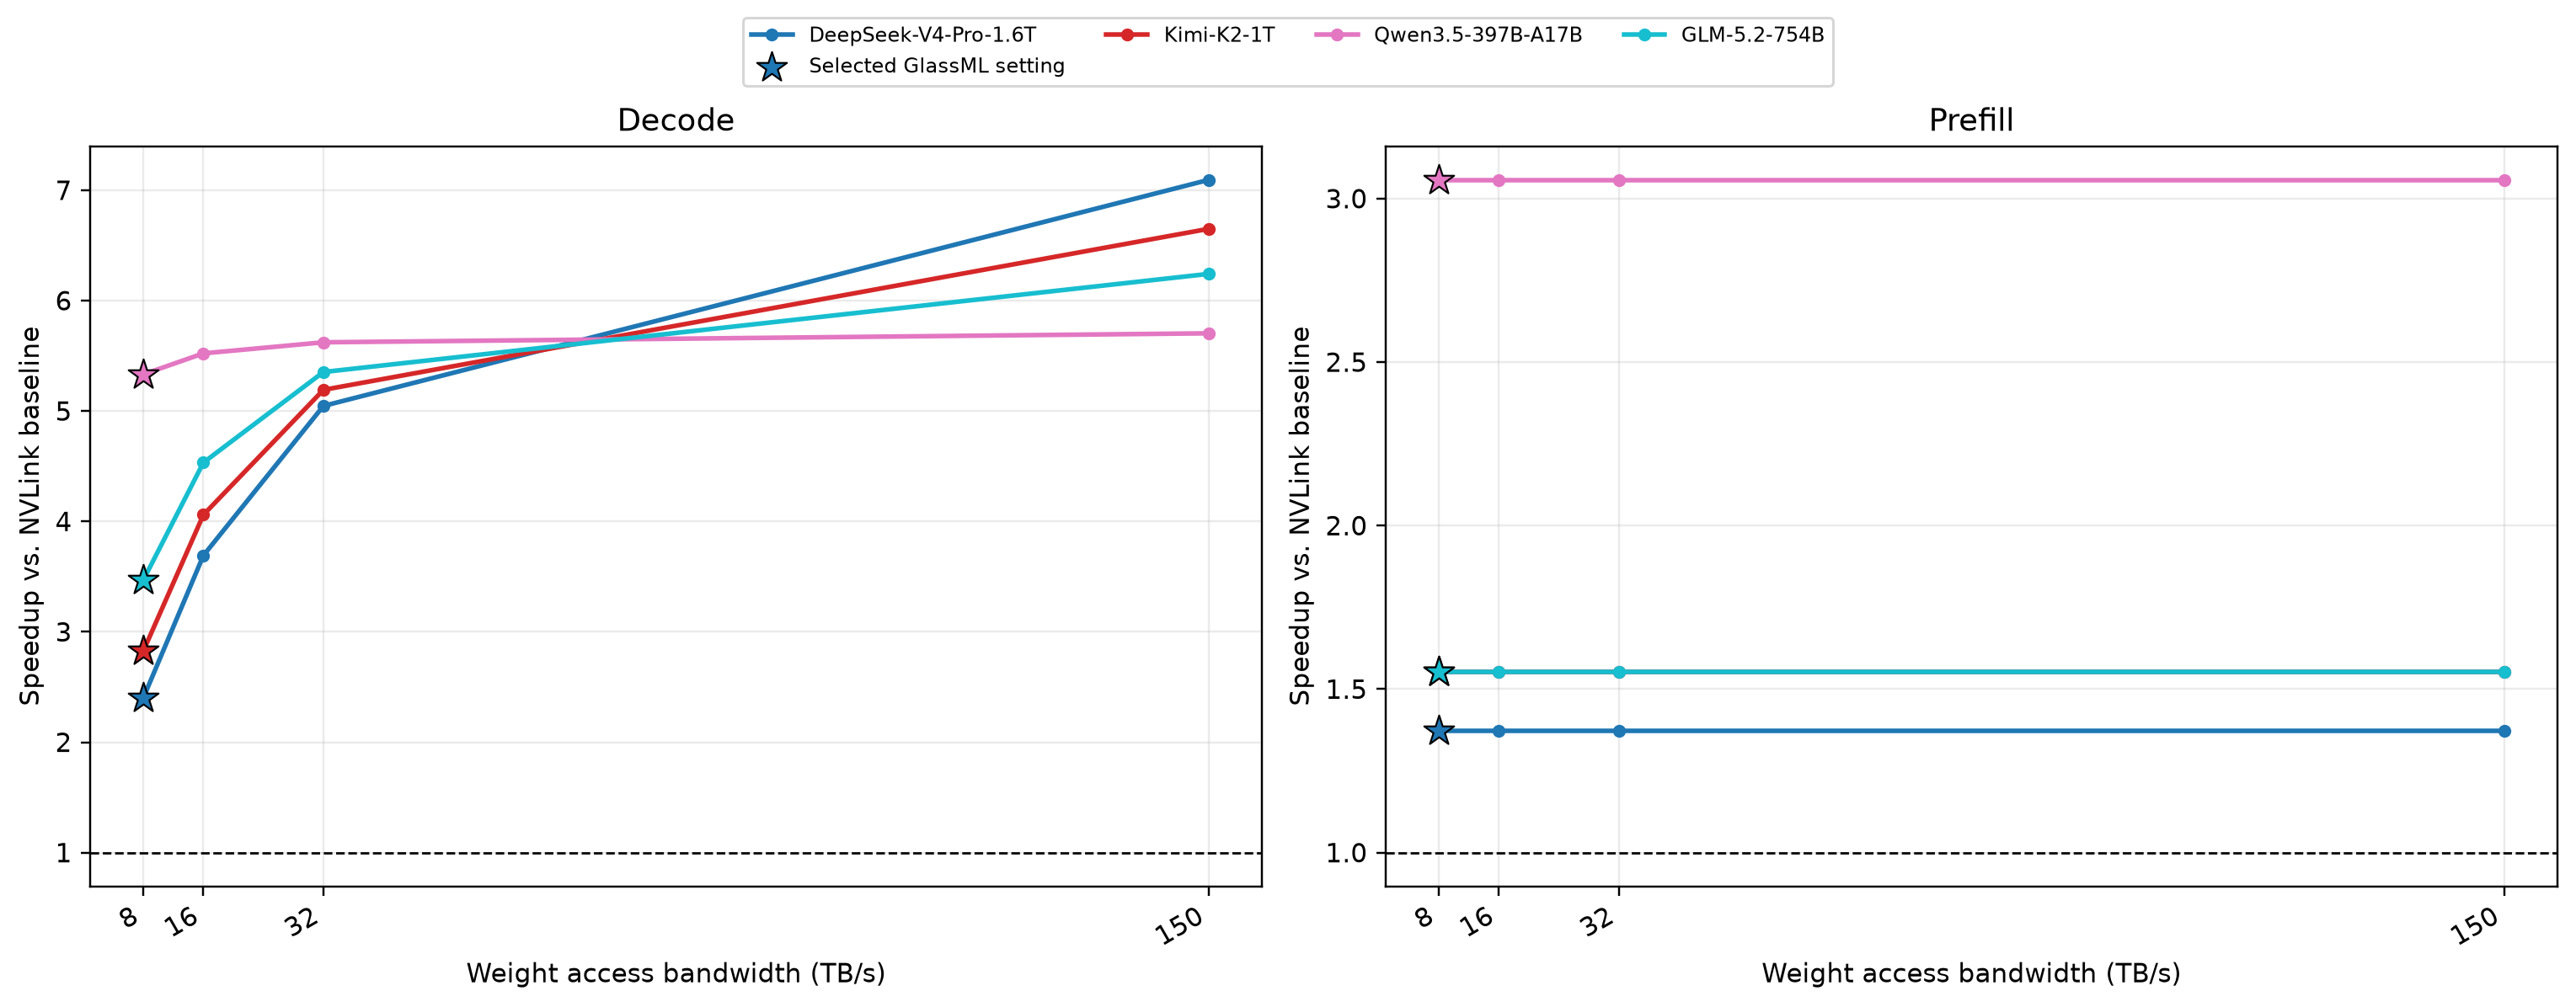 DeepSeek-V4-Pro-1.6T Kimi-K2-1T Qwen3.5-397B-A17B GLM-5.2-754B
Selected GlassML setting
Decode
Speedup vs. NVLink baseline
7
6
5
4
3
2
1
8 16 32 150
Weight access bandwidth (TB/s)
Prefill
Speedup vs. NVLink baseline
3.0
2.5
2.0
1.5
1.0
8 16 32 150
Weight access bandwidth (TB/s)